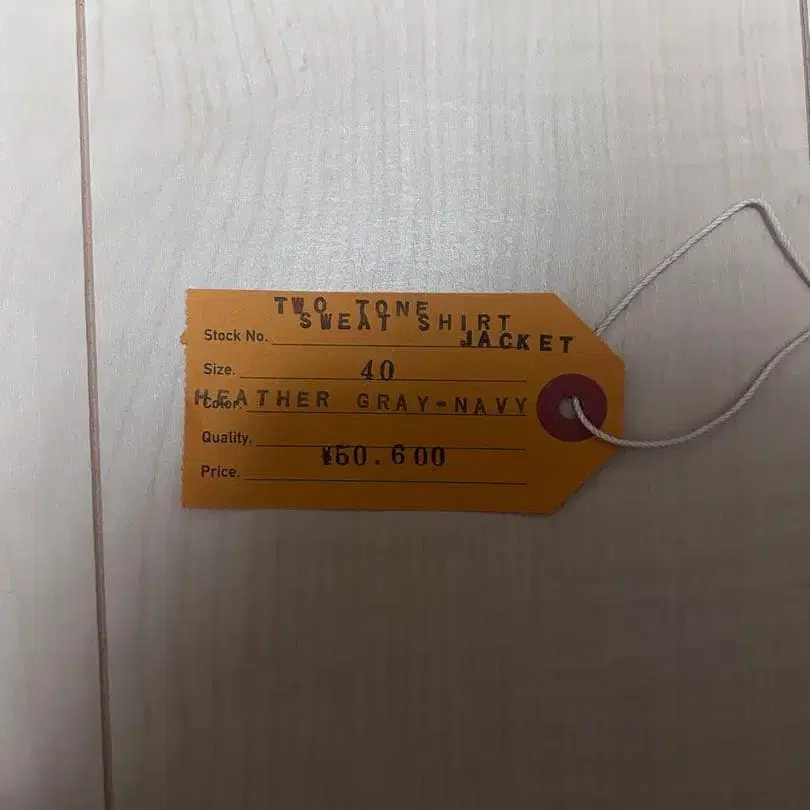 TWO TONE
SWEAT SHIRT
JACKET
Stock No.
Size. 40
Color. HEATHER GRAY-NAVY
Quality.
Price. ¥50.600